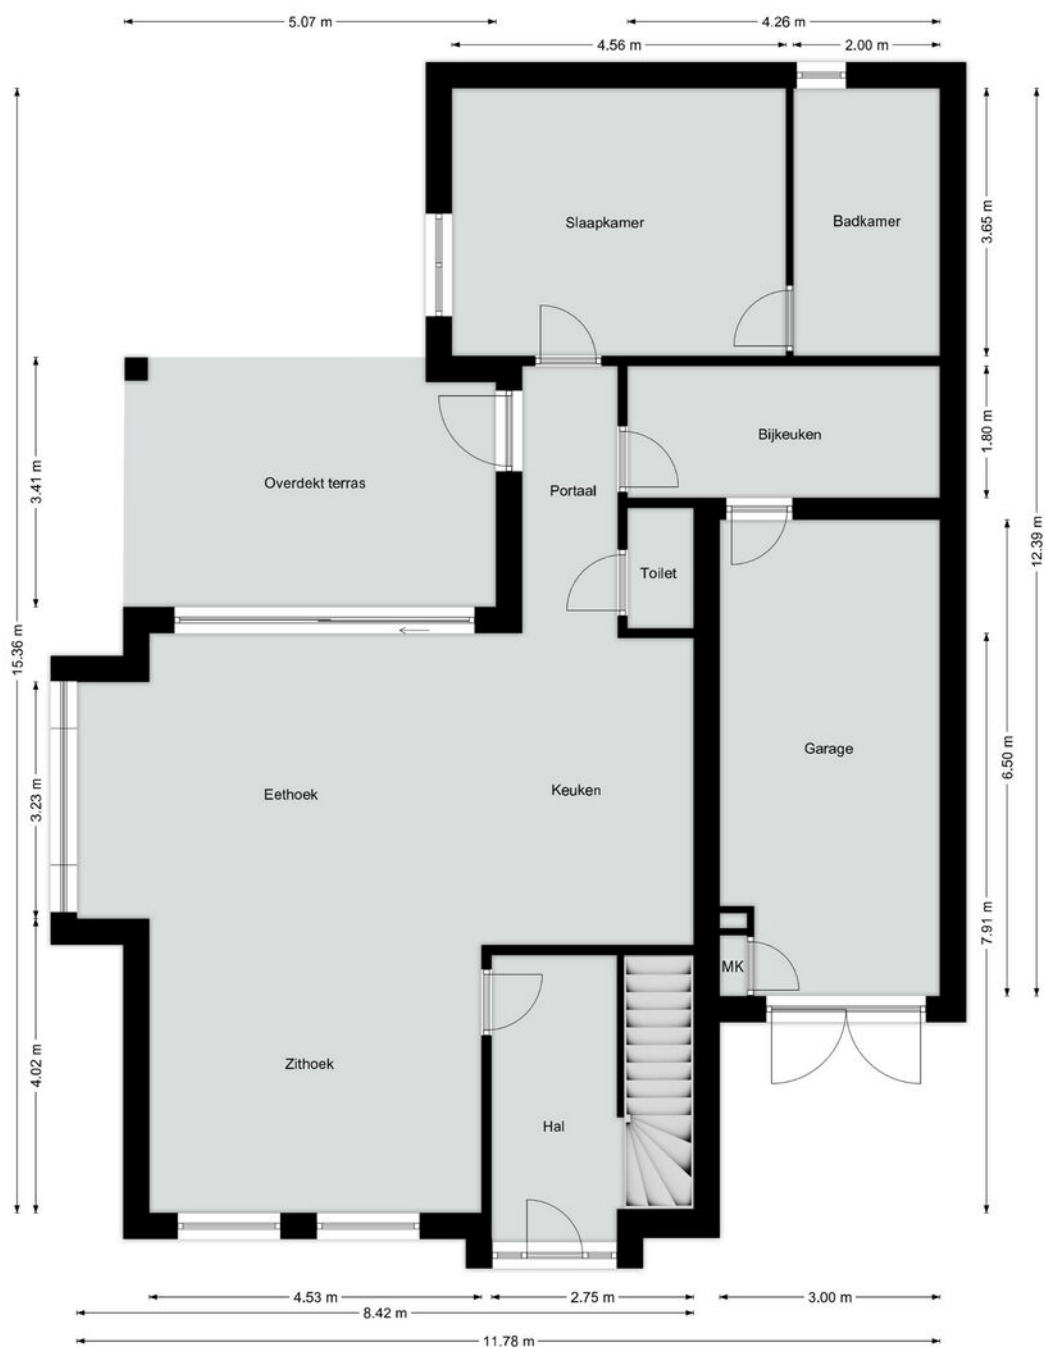 5.07 m
4.26 m
4.56 m
2.00 m
Slaapkamer
Badkamer
3.65 m
Bijkeuken
1.80 m
Overdekt terras
Portaal
3.41 m
12.39 m
Toilet
15.36 m
Garage
6.50 m
Eethoek
Keuken
3.23 m
7.91 m
MK
4.02 m
Zithoek
Hal
4.53 m
2.75 m
3.00 m
8.42 m
11.78 m